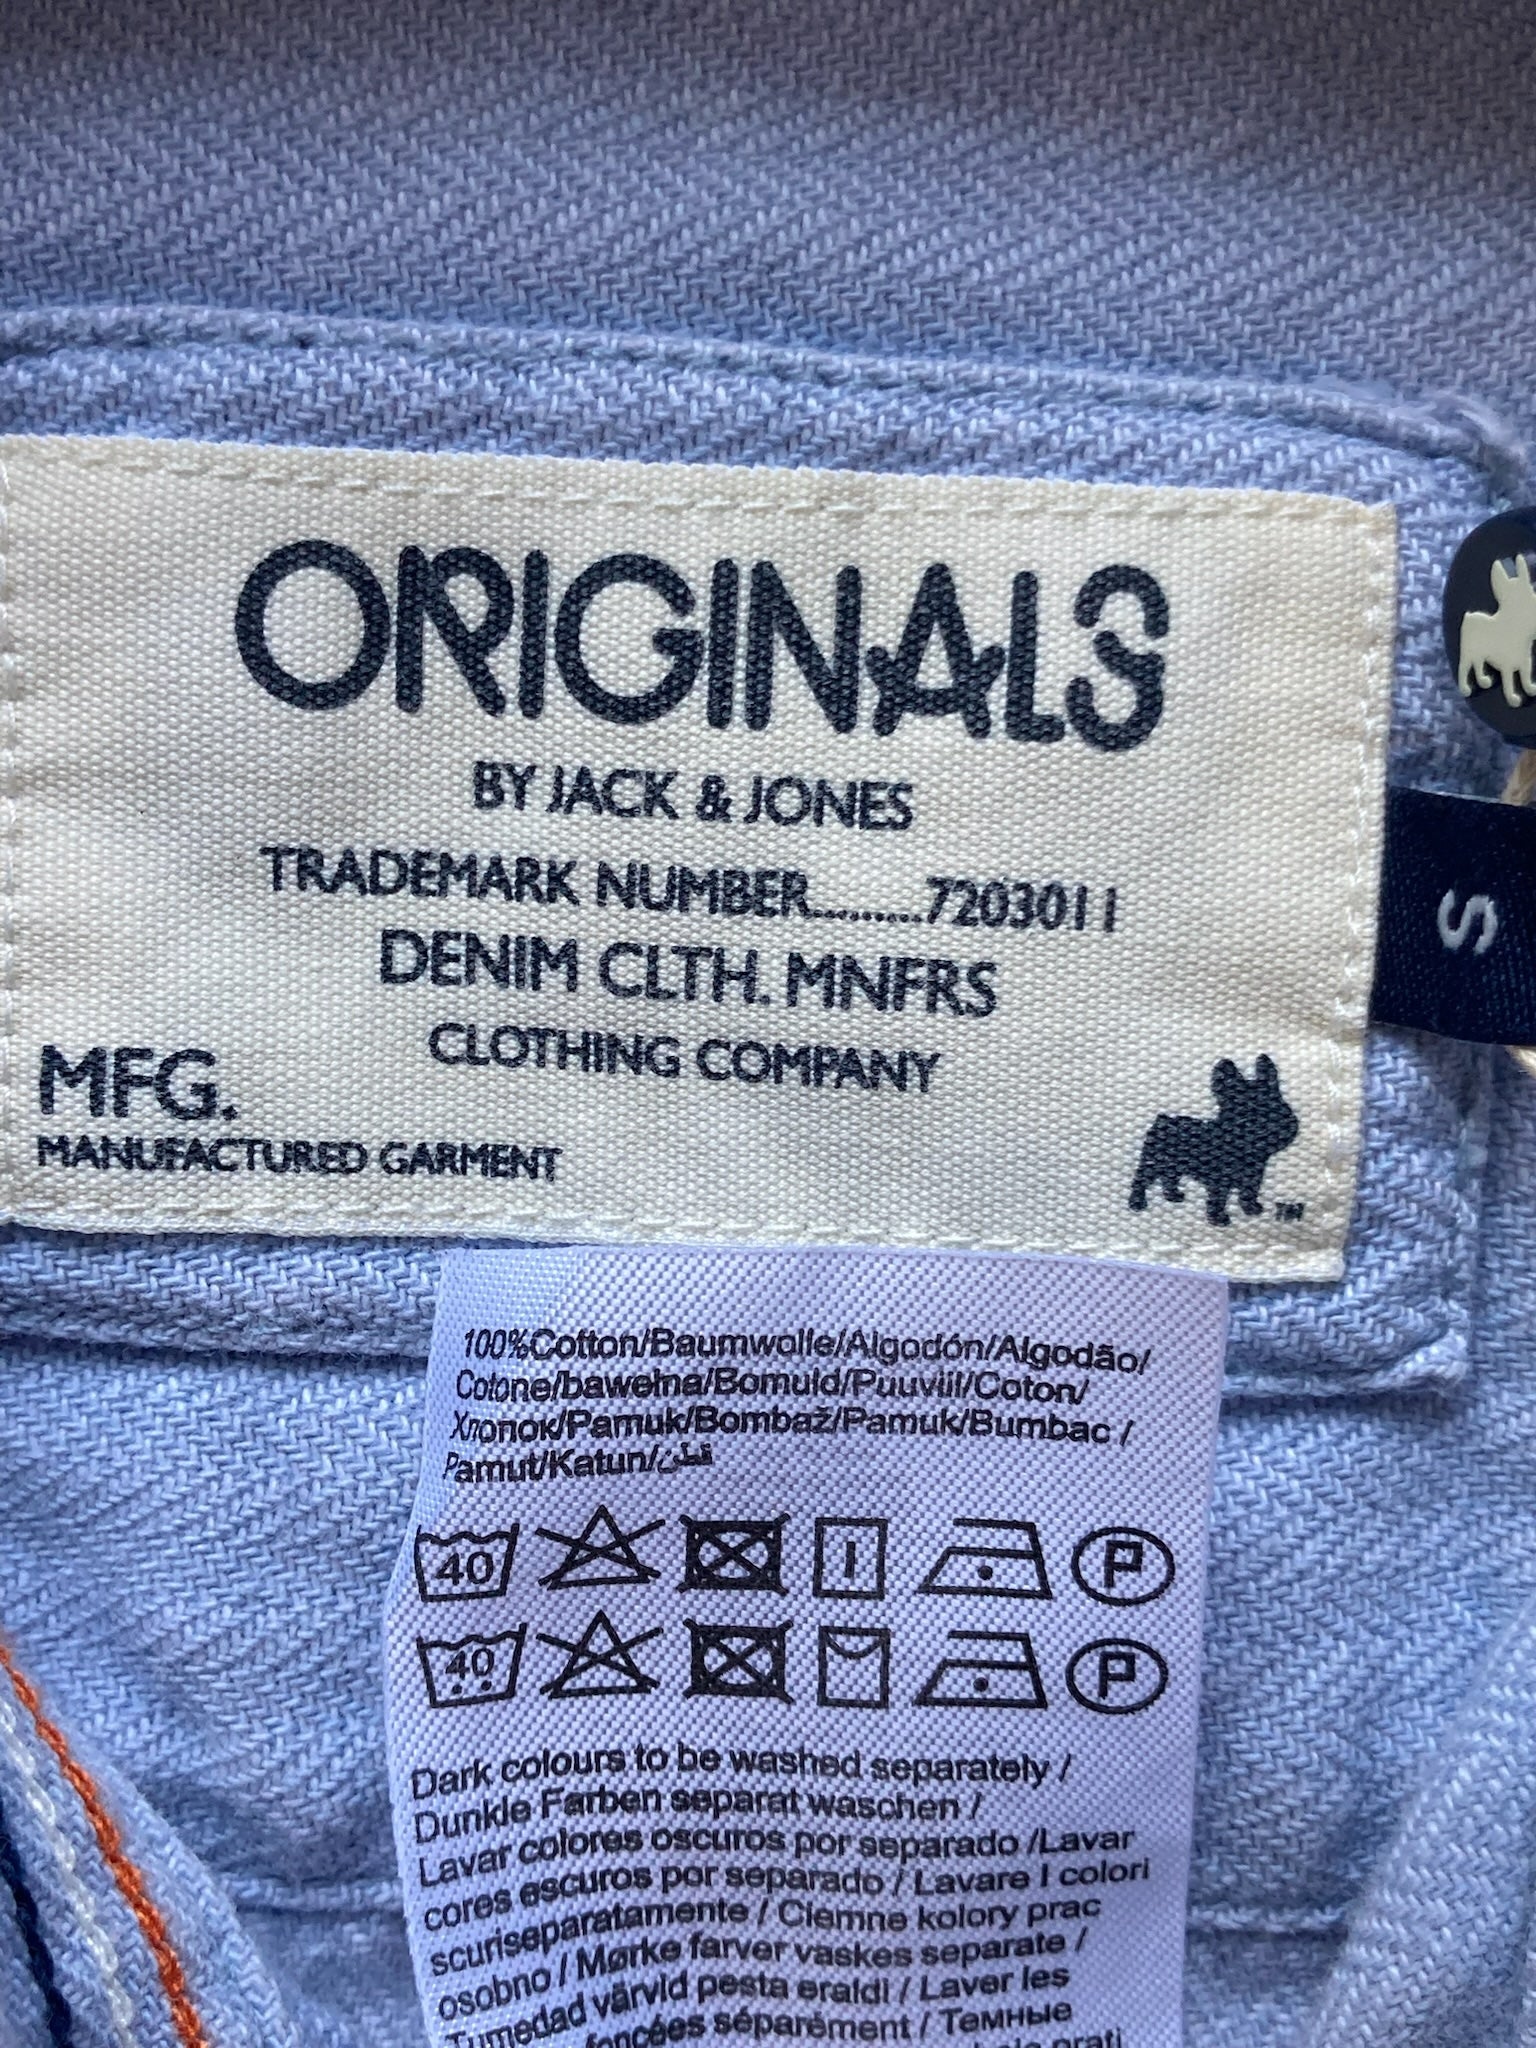 ORIGINALS
BY JACK & JONES
TRADEMARK NUMBER.........7203011
DENIM CLTH. MNFRS
CLOTHING COMPANY
MFG.
MANUFACTURED GARMENT
TM
S
100%Cotton/Baumwolle/Algodón/Algodão/
Cotone/bawełna/Bomuld/Puuvill/Coton/
Хлопок/Pamuk/Bombaž/Pamuk/Bumbac /
Pamut/Katun/قطن
40 P
40 P
Dark colours to be washed separately /
Dunkle Farben separat waschen /
Lavar colores oscuros por separado /Lavar
cores escuros por separado / Lavare I colori
scuriseparatamente / Ciemne kolory prac
osobno / Mørke farver vaskes separate /
Tumedad värvid pesta eraldi / Laver les
foncées séparément / Темные
prati